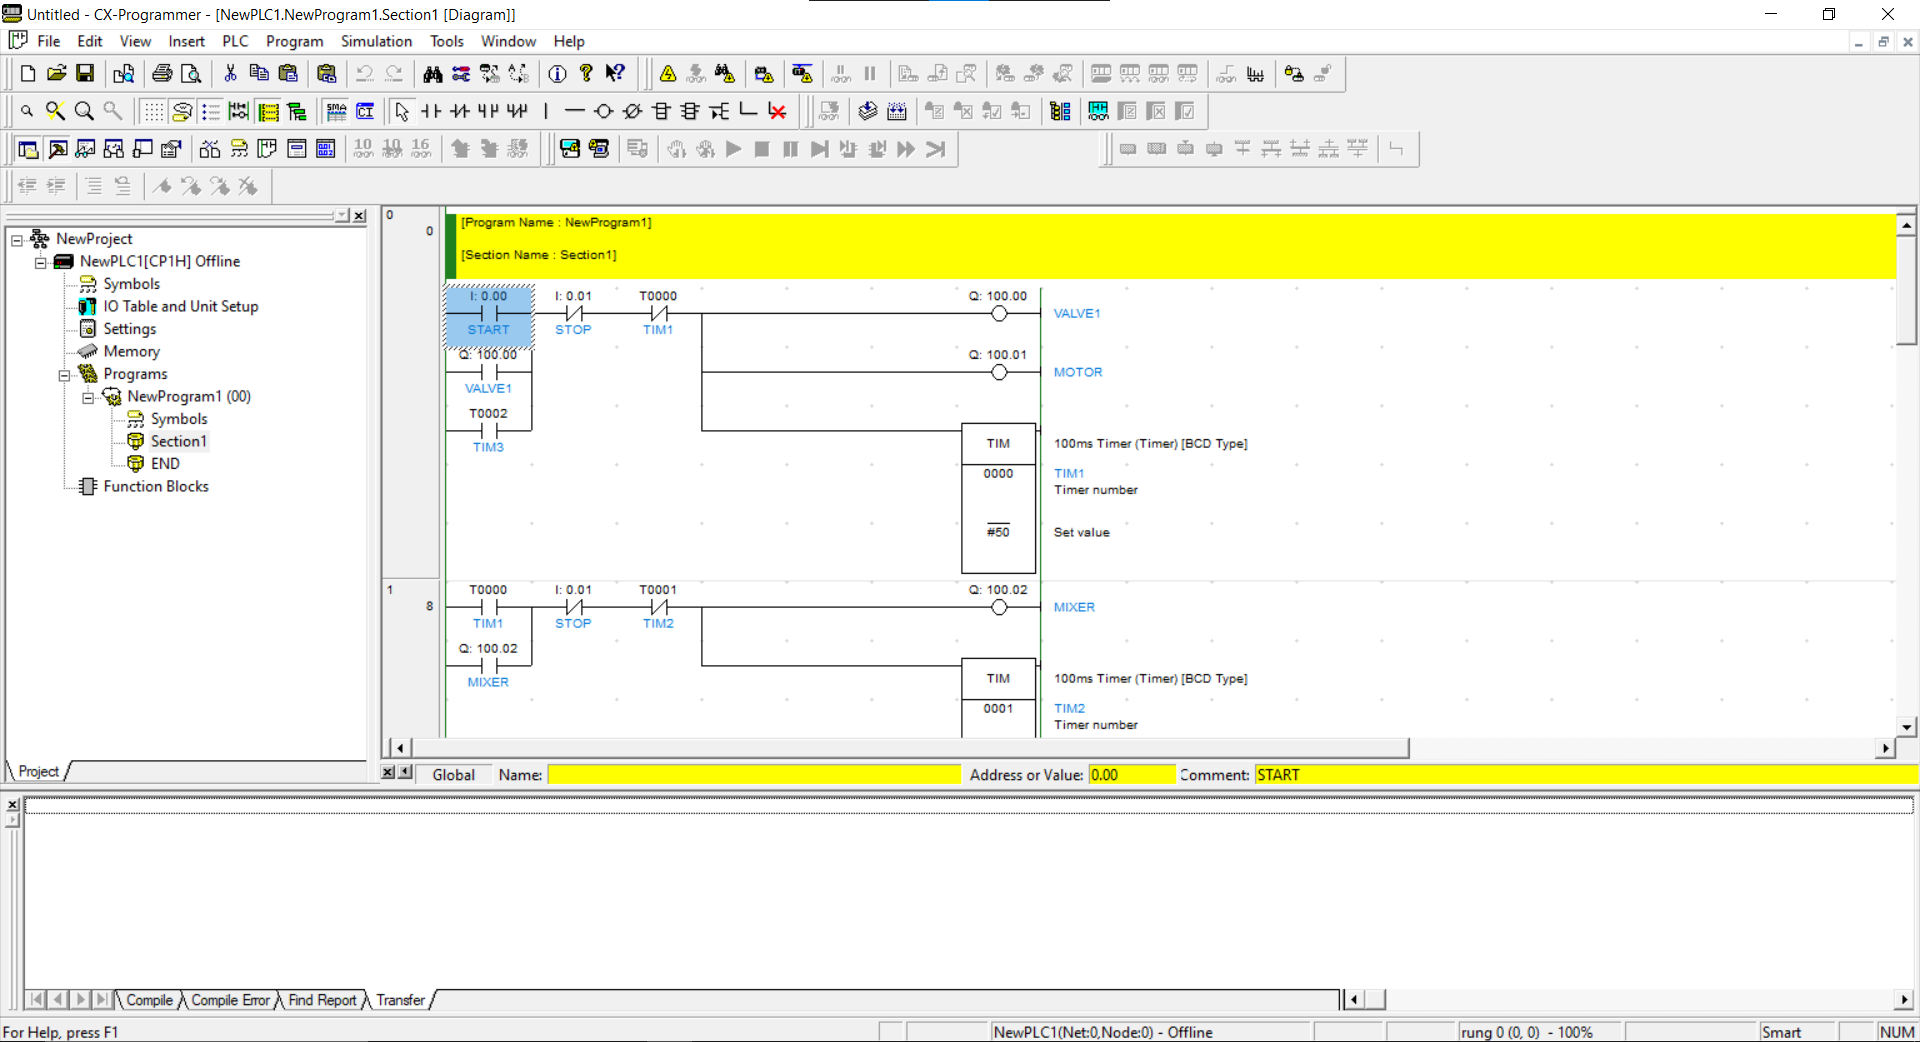 Untitled - CX-Programmer - [NewPLC1.NewProgram1.Section1 [Diagram]]
File Edit View Insert PLC Program Simulation Tools Window Help
SMA CI
10 10 16
NewProject
NewPLC1[CP1H] Offline
Symbols
IO Table and Unit Setup
Settings
Memory
Programs
NewProgram1 (00)
Symbols
Section1
END
Function Blocks
Project
0
0
[Program Name : NewProgram1]
[Section Name : Section1]
I: 0.00 I: 0.01 T0000 Q: 100.00
VALVE1
START STOP TIM1
Q: 100.00 Q: 100.01
MOTOR
VALVE1
T0002
TIM3
TIM 100ms Timer (Timer) [BCD Type]
0000 TIM1
Timer number
#50 Set value
1
8
T0000 I: 0.01 T0001 Q: 100.02
MIXER
TIM1 STOP TIM2
Q: 100.02
MIXER
TIM 100ms Timer (Timer) [BCD Type]
0001 TIM2
Timer number
Global Name: Address or Value: 0.00 Comment: START
Compile Compile Error Find Report Transfer
For Help, press F1 NewPLC1(Net:0,Node:0) - Offline rung 0 (0, 0) - 100% Smart NUM